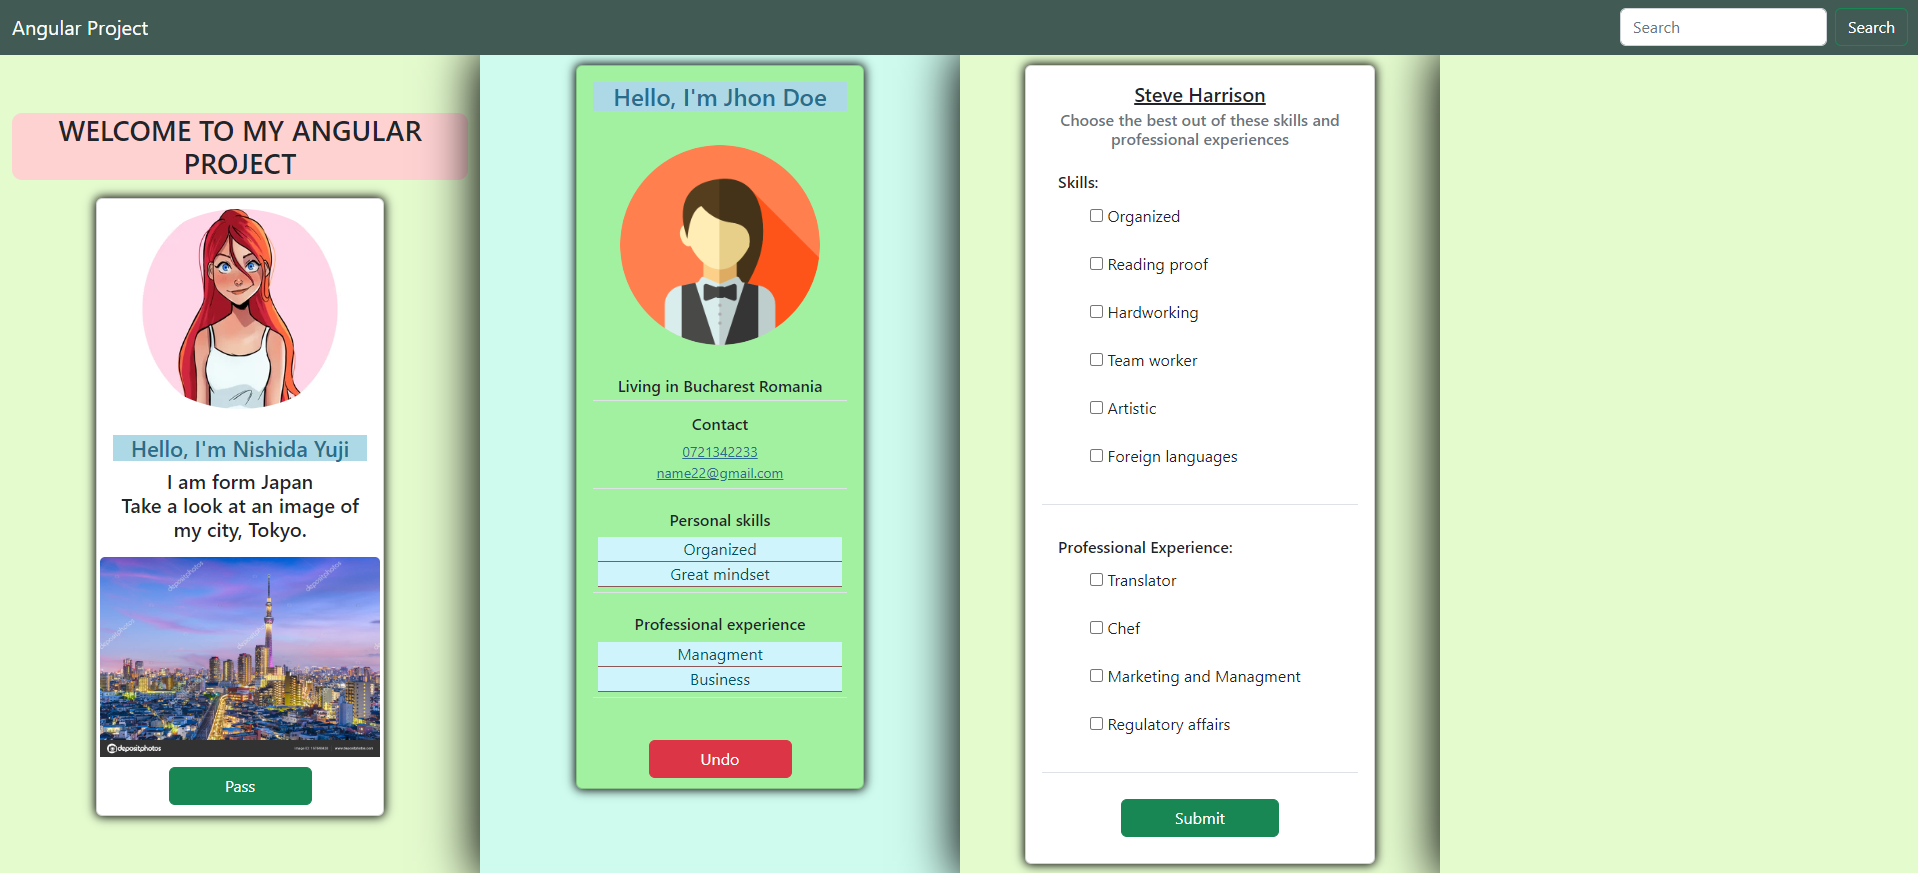 Angular Project
Search
Search
WELCOME TO MY ANGULAR
PROJECT
Hello, I'm Nishida Yuji
I am form Japan
Take a look at an image of
my city, Tokyo.
depositphotos
depositphotos
depositphotos
depositphotos
Pass
Hello, I'm Jhon Doe
Living in Bucharest Romania
Contact
0721342233
name22@gmail.com
Personal skills
Organized
Great mindset
Professional experience
Managment
Business
Undo
Steve Harrison
Choose the best out of these skills and
professional experiences
Skills:
Organized
Reading proof
Hardworking
Team worker
Artistic
Foreign languages
Professional Experience:
Translator
Chef
Marketing and Managment
Regulatory affairs
Submit